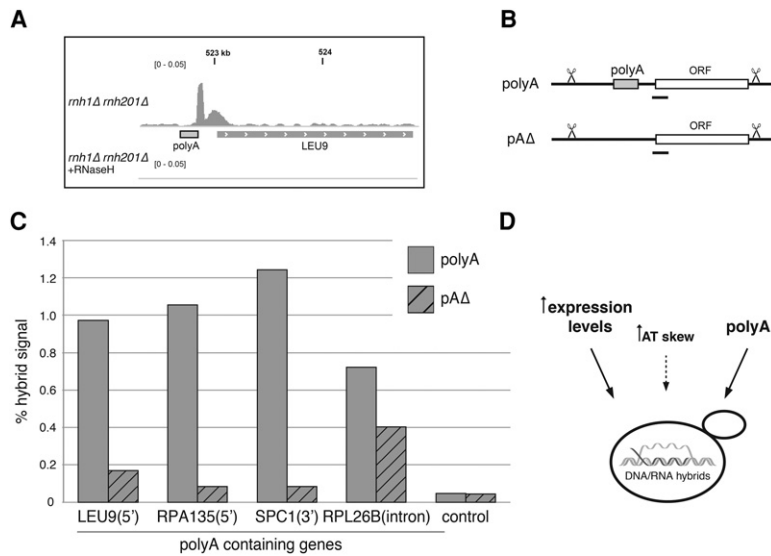 A
523 kb
524
[0 - 0.05]
rnh1Δ rnh201Δ
polyA
LEU9
rnh1Δ rnh201Δ
+RNaseH
[0 - 0.05]
B
polyA
ORF
polyA
ORF
pAΔ
C
1.4
1.2
1.0
0.8
0.6
0.4
0.2
0
% hybrid signal
polyA
pAΔ
LEU9(5')
RPA135(5')
SPC1(3')
RPL26B(intron)
control
polyA containing genes
D
↑expression
levels
↑AT skew
polyA
DNA/RNA hybrids